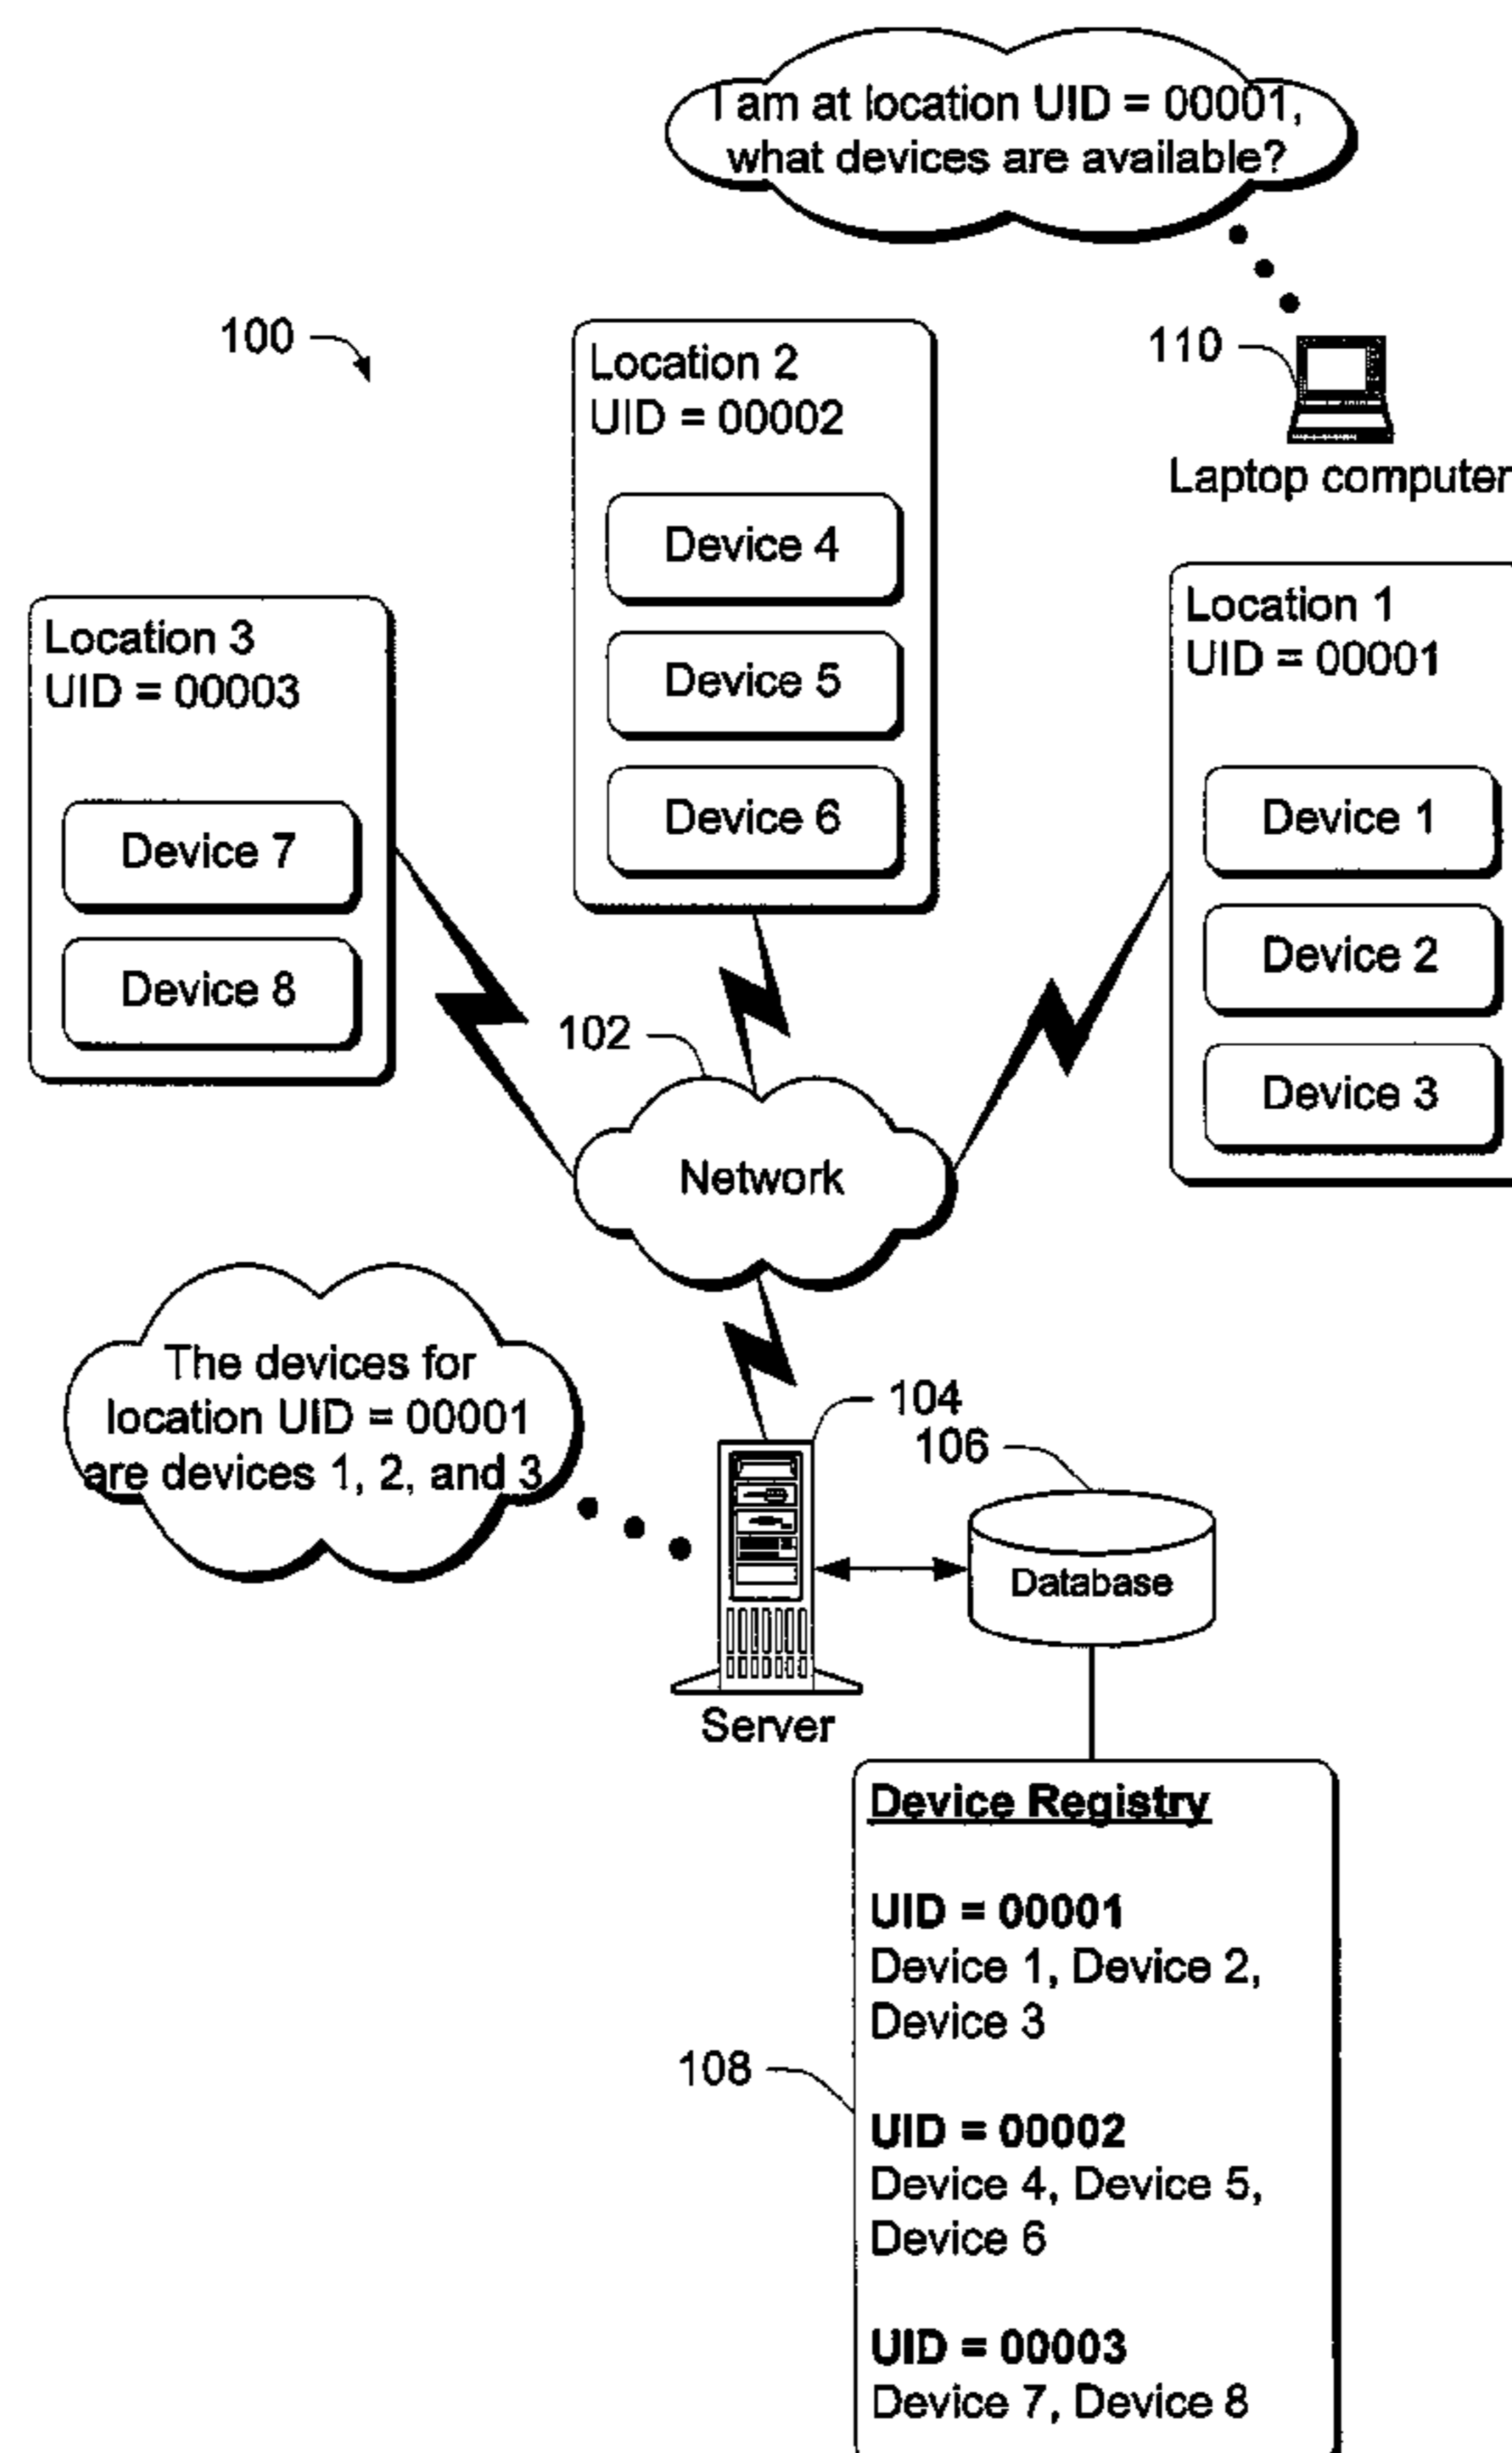 I am at location UID = 00001,
what devices are available?
100
110
Laptop computer
Location 2
UID = 00002
Device 4
Device 5
Device 6
Location 1
UID = 00001
Device 1
Device 2
Device 3
Location 3
UID = 00003
Device 7
Device 8
102
Network
The devices for
location UID = 00001
are devices 1, 2, and 3
104
106
Database
Server
Device Registry
UID = 00001
Device 1, Device 2,
Device 3
108
UID = 00002
Device 4, Device 5,
Device 6
UID = 00003
Device 7, Device 8